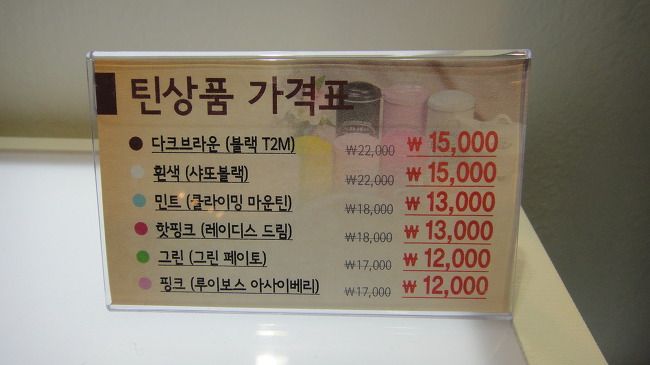 틴상품 가격표
다크브라운 (블랙 T2M) ₩22,000 ₩ 15,000
흰색 (샤또블랙) ₩22,000 ₩ 15,000
민트 (클라이밍 마운틴) ₩18,000 ₩ 13,000
핫핑크 (레이디스 드림) ₩18,000 ₩ 13,000
그린 (그린 페이토) ₩17,000 ₩ 12,000
핑크 (루이보스 아사이베리) ₩17,000 ₩ 12,000